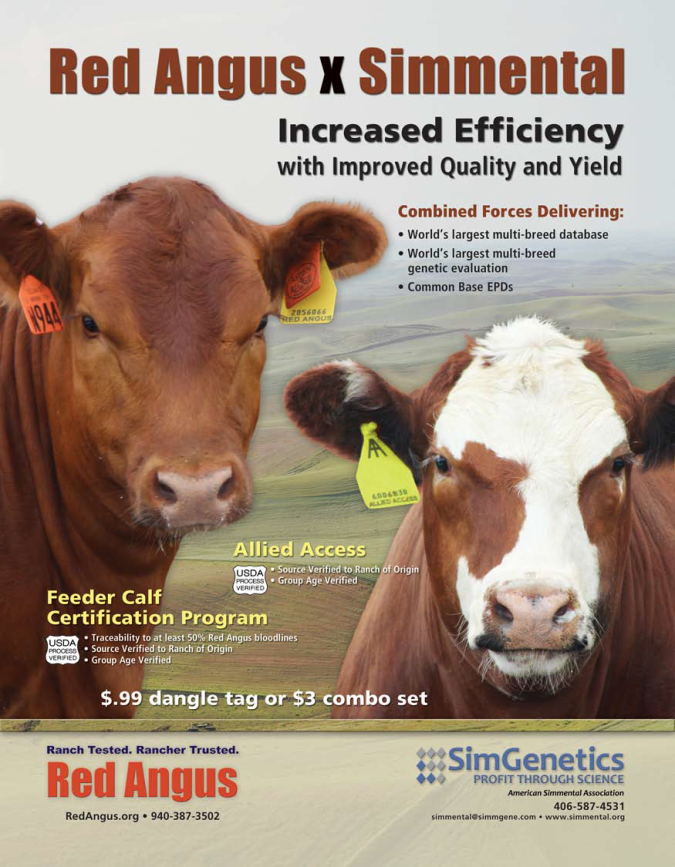 Red Angus x Simmental
Increased Efficiency
with Improved Quality and Yield
Combined Forces Delivering:
• World's largest multi-breed database
• World's largest multi-breed
genetic evaluation
• Common Base EPDs
N944
2856066
RED ANGUS
AA
6006830
ALLIED ACCESS
Allied Access
USDA
PROCESS
VERIFIED
• Source Verified to Ranch of Origin
• Group Age Verified
Feeder Calf
Certification Program
USDA
PROCESS
VERIFIED
• Traceability to at least 50% Red Angus bloodlines
• Source Verified to Ranch of Origin
• Group Age Verified
$.99 dangle tag or $3 combo set
Ranch Tested. Rancher Trusted.
Red Angus
RedAngus.org • 940-387-3502
SimGenetics
PROFIT THROUGH SCIENCE
American Simmental Association
406-587-4531
simmental@simmgene.com • www.simmental.org